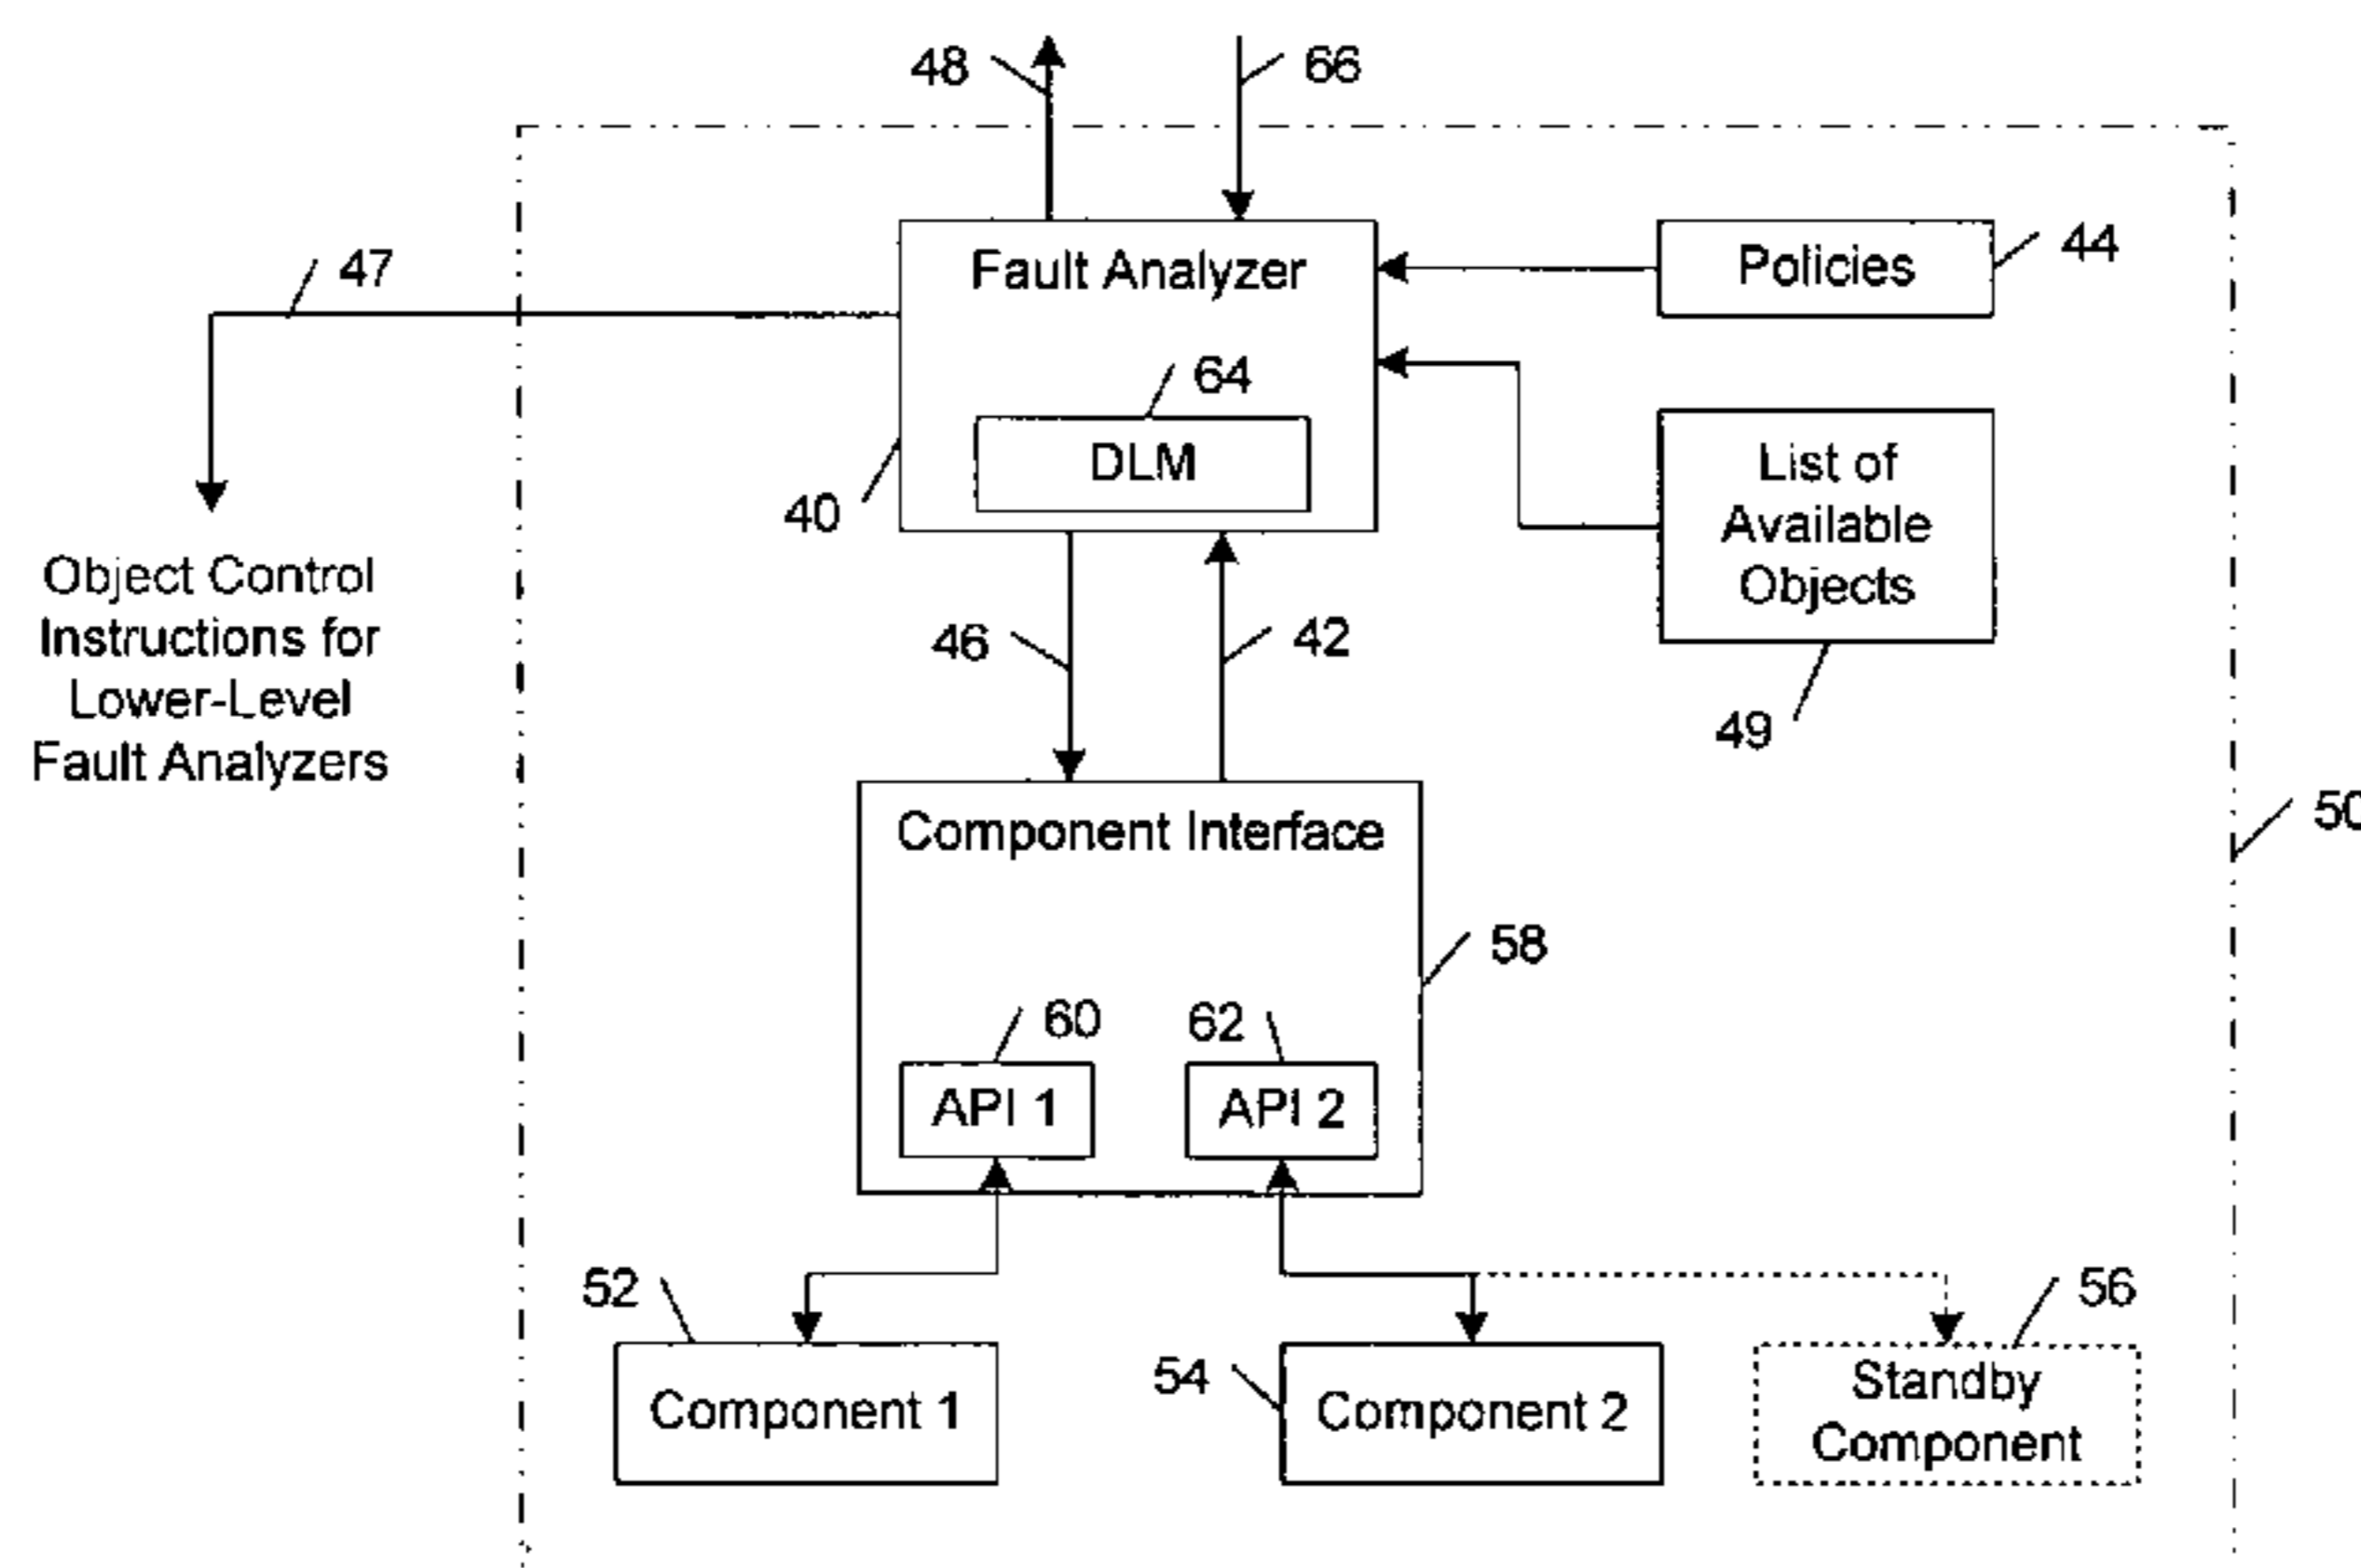 48
66
47
Fault Analyzer
Policies
44
64
DLM
40
List of
Available
Objects
49
Object Control
Instructions for
Lower-Level
Fault Analyzers
46
42
50
Component Interface
58
60
62
API 1
API 2
52
54
56
Component 1
Component 2
Standby
Component